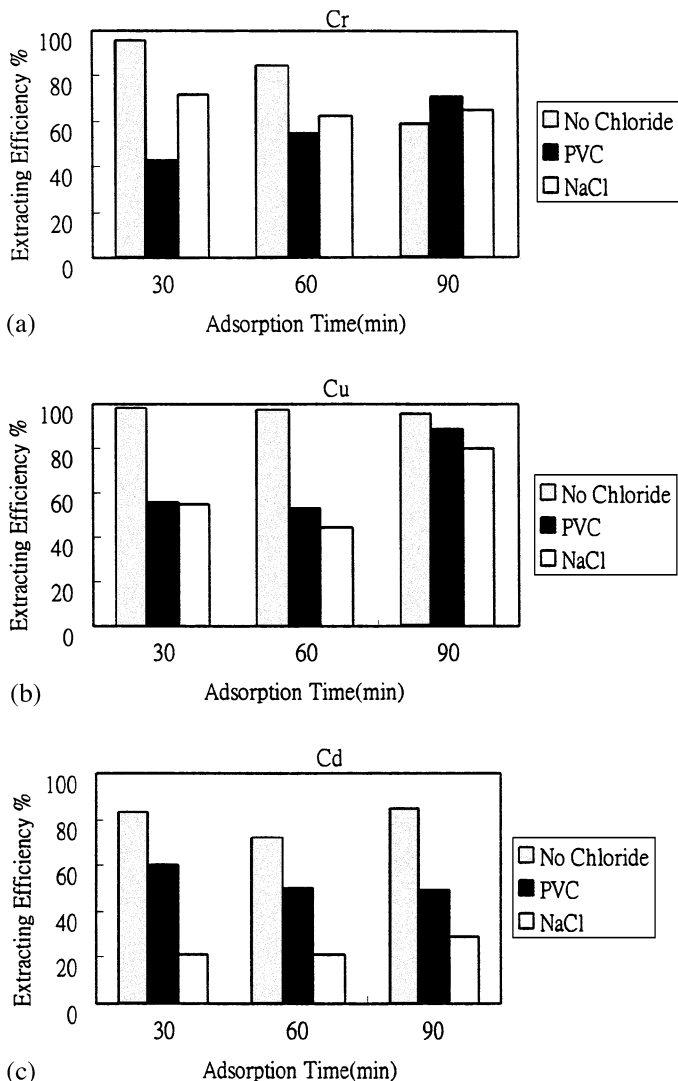 Cr
Extracting Efficiency %
100
80
60
40
20
0
30 60 90
Adsorption Time(min)
No Chloride
PVC
NaCl
(a)
Cu
Extracting Efficiency %
100
80
60
40
20
0
30 60 90
Adsorption Time(min)
No Chloride
PVC
NaCl
(b)
Cd
Extracting Efficiency %
100
80
60
40
20
0
30 60 90
Adsorption Time(min)
No Chloride
PVC
NaCl
(c)